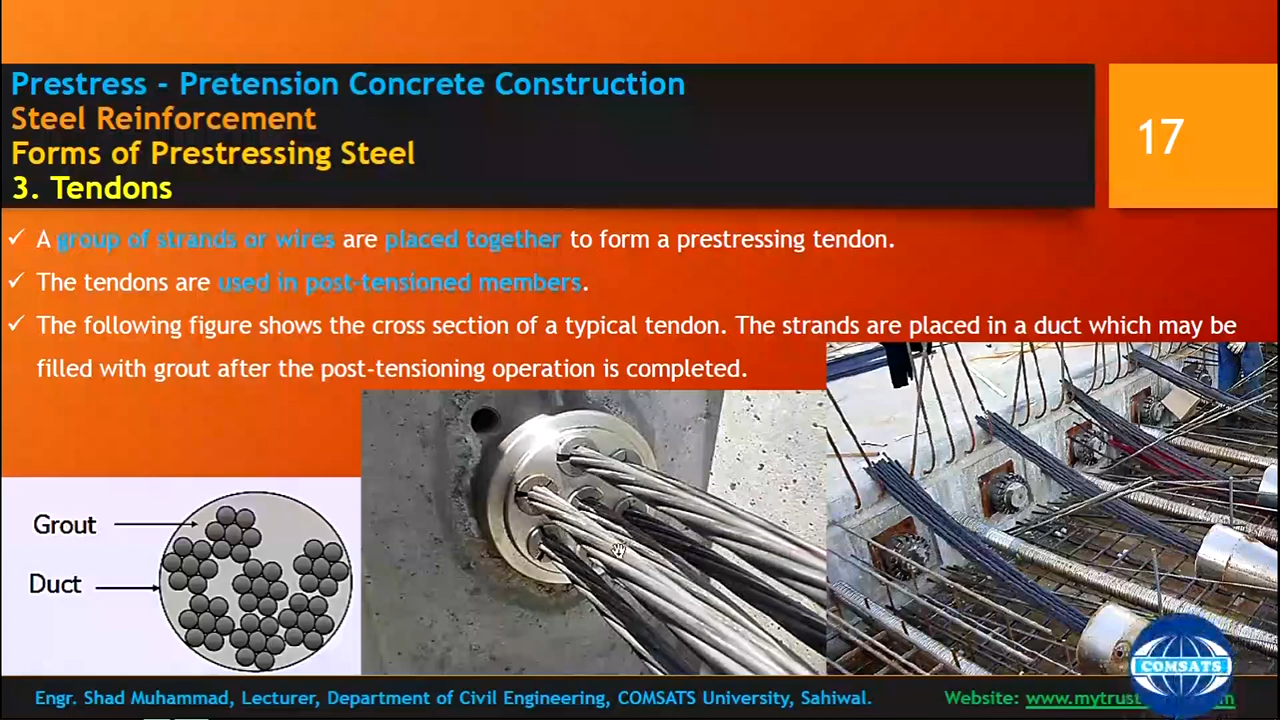 Prestress - Pretension Concrete Construction
Steel Reinforcement
Forms of Prestressing Steel
3. Tendons
17
✓ A group of strands or wires are placed together to form a prestressing tendon.
✓ The tendons are used in post-tensioned members.
✓ The following figure shows the cross section of a typical tendon. The strands are placed in a duct which may be
filled with grout after the post-tensioning operation is completed.
Grout
Duct
COMSATS
Engr. Shad Muhammad, Lecturer, Department of Civil Engineering, COMSATS University, Sahiwal.
Website: